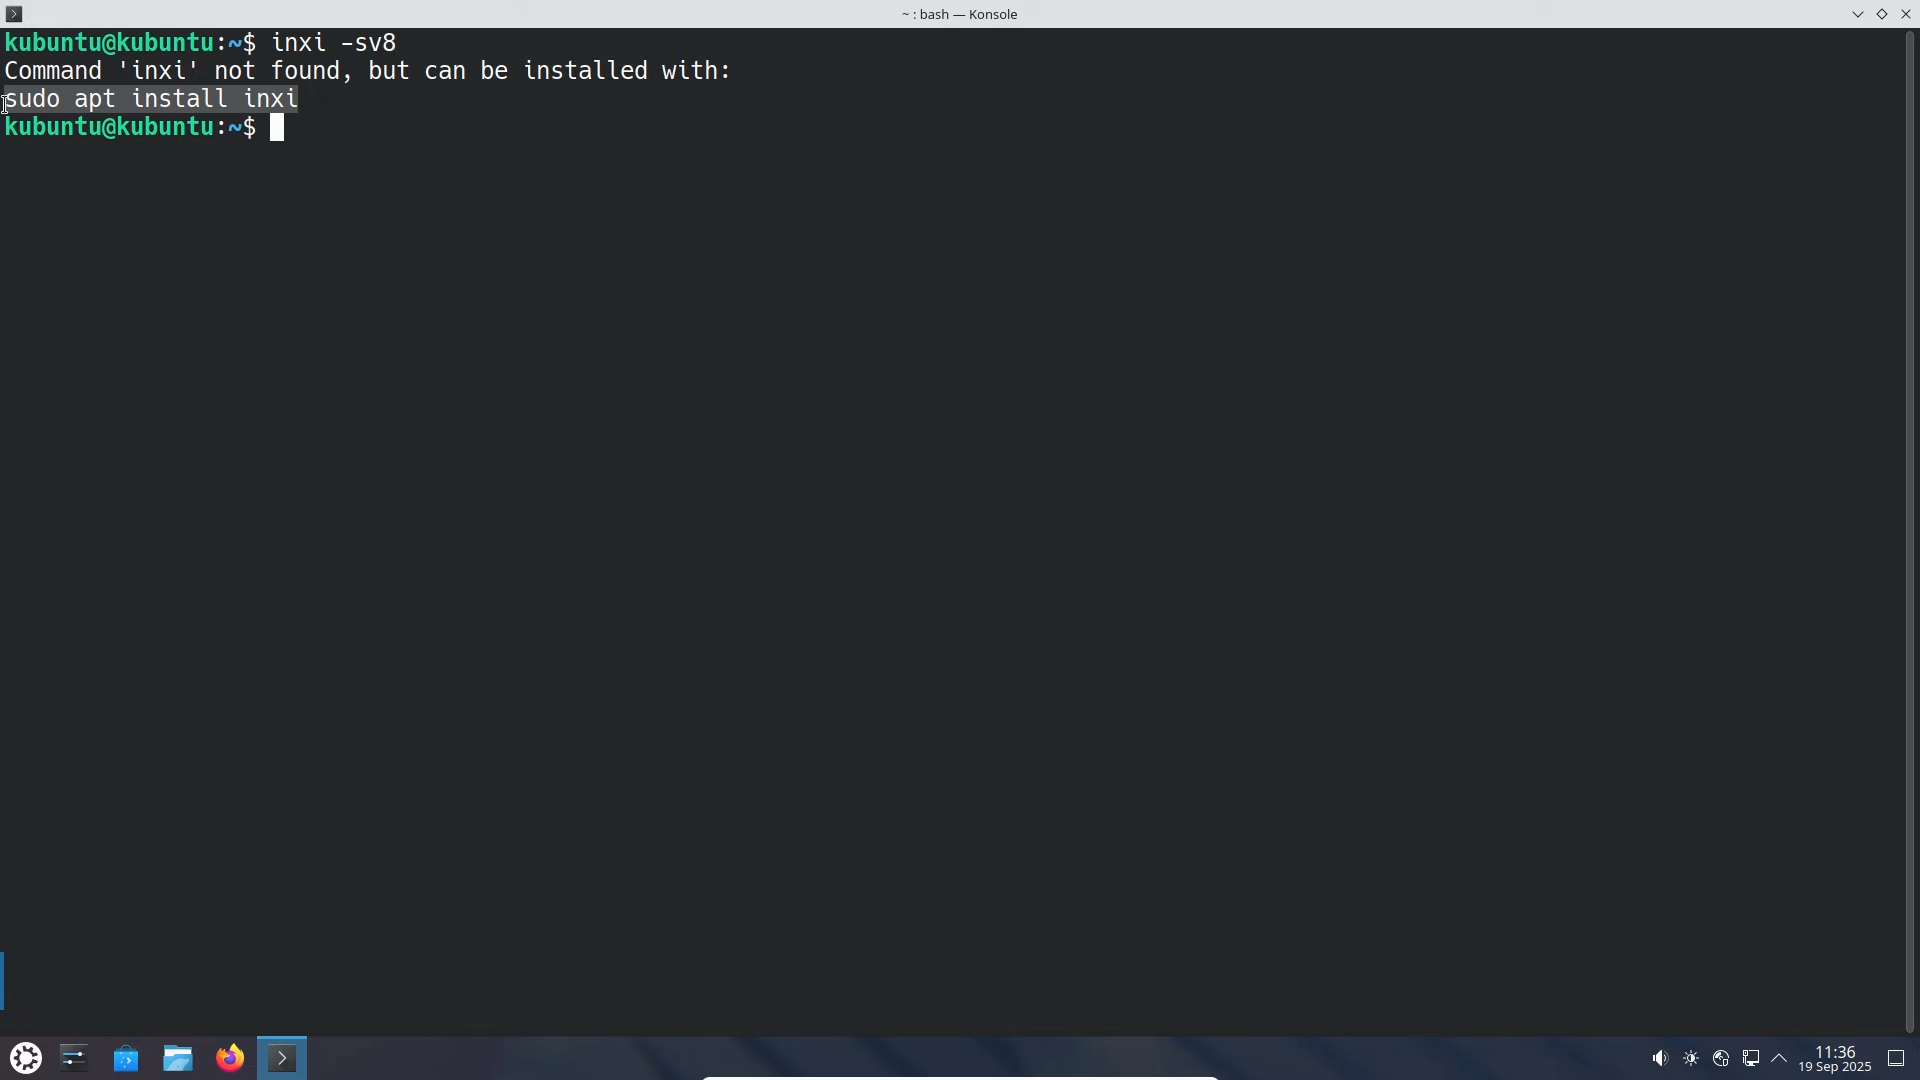 ~ : bash — Konsole
kubuntu@kubuntu:~$ inxi -sv8
Command 'inxi' not found, but can be installed with:
sudo apt install inxi
kubuntu@kubuntu:~$
11:36
19 Sep 2025